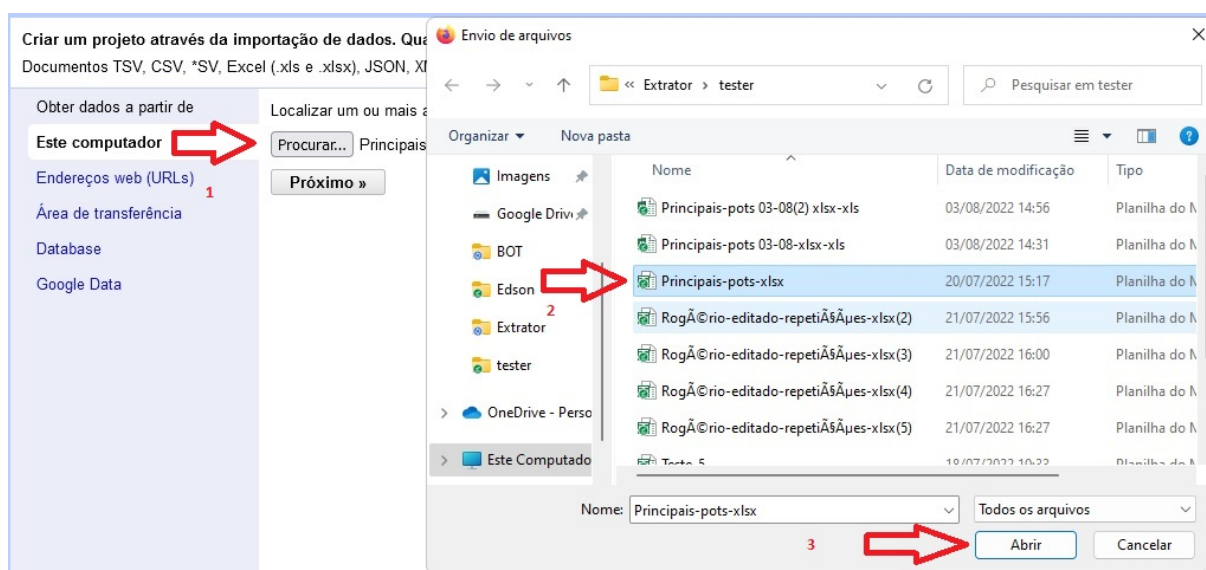 Criar um projeto através da importação de dados. Qua
Documentos TSV, CSV, *SV, Excel (.xls e .xlsx), JSON, XM
Obter dados a partir de
Este computador
Endereços web (URLs)
1
Área de transferência
Database
Google Data
Localizar um ou mais a
Procurar... Principais
Próximo »
Envio de arquivos
« Extrator › tester
Pesquisar em tester
Organizar Nova pasta
Imagens
Google Driv
BOT
Edson
2
Extrator
tester
OneDrive - Perso
Este Computado
Nome Data de modificação Tipo
Principais-pots 03-08(2) xlsx-xls 03/08/2022 14:56 Planilha do M
Principais-pots 03-08-xlsx-xls 03/08/2022 14:31 Planilha do M
Principais-pots-xlsx 20/07/2022 15:17 Planilha do M
RogÃ©rio-editado-repetiÃ§Ãµes-xlsx(2) 21/07/2022 15:56 Planilha do M
RogÃ©rio-editado-repetiÃ§Ãµes-xlsx(3) 21/07/2022 16:00 Planilha do M
RogÃ©rio-editado-repetiÃ§Ãµes-xlsx(4) 21/07/2022 16:27 Planilha do M
RogÃ©rio-editado-repetiÃ§Ãµes-xlsx(5) 21/07/2022 16:27 Planilha do M
Nome: Principais-pots-xlsx Todos os arquivos
3
Abrir Cancelar